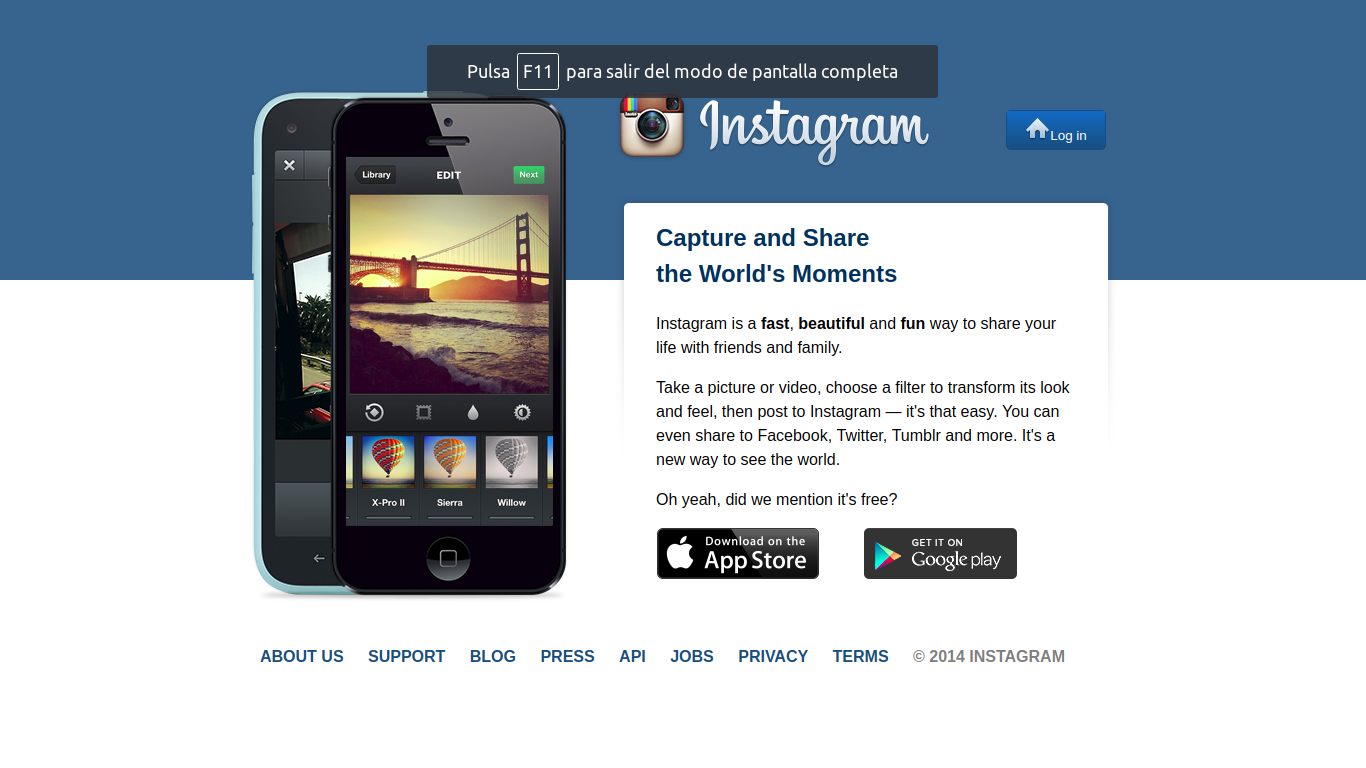 Pulsa F11 para salir del modo de pantalla completa
Instagram
Log in
Library
EDIT
Next
X-Pro II
Sierra
Willow
Capture and Share
the World's Moments
Instagram is a fast, beautiful and fun way to share your
life with friends and family.
Take a picture or video, choose a filter to transform its look
and feel, then post to Instagram — it's that easy. You can
even share to Facebook, Twitter, Tumblr and more. It's a
new way to see the world.
Oh yeah, did we mention it's free?
Download on the
App Store
GET IT ON
Google play
ABOUT US SUPPORT BLOG PRESS API JOBS PRIVACY TERMS © 2014 INSTAGRAM